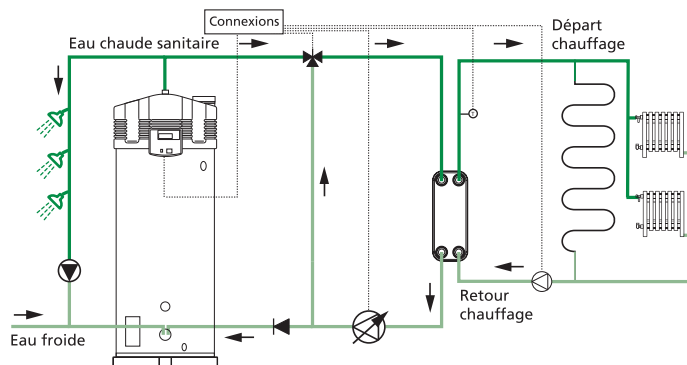 Connexions
Eau chaude sanitaire
Départ
chauffage
T
Retour
chauffage
Eau froide